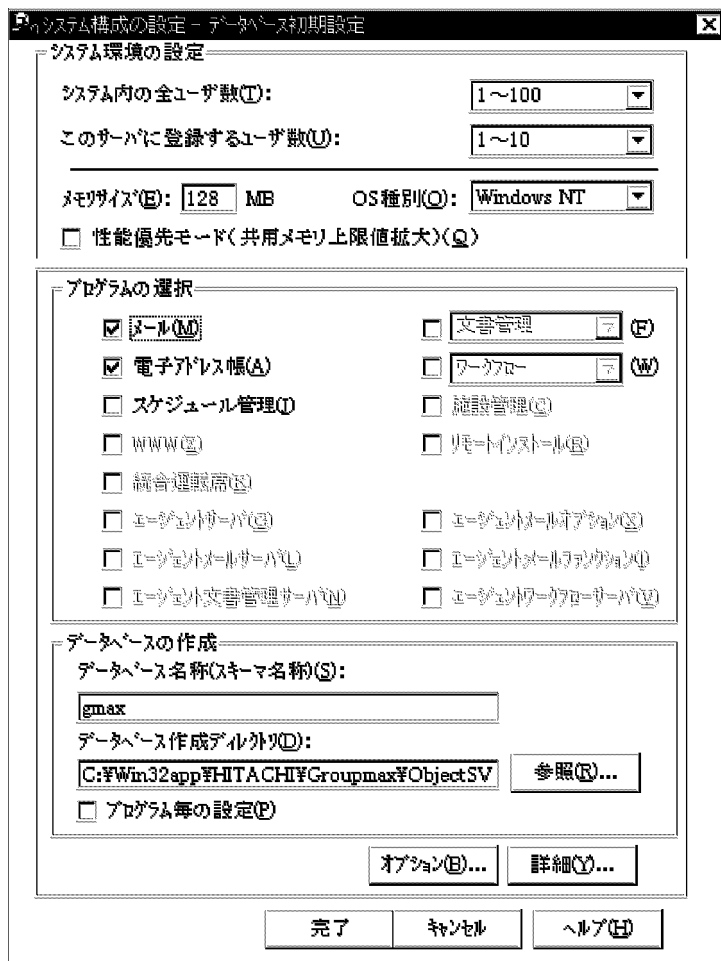 システム構成の設定 - データベース初期設定
システム環境の設定
システム内の全ユーザ数(T):
1～100
このサーバに登録するユーザ数(U):
1～10
メモリサイズ(E): 128 MB OS種別(O): Windows NT
性能優先モード(共用メモリ上限値拡大)(Q)
プログラムの選択
メール(M) 文書管理 (F)
電子アドレス帳(A) ワークフロー (W)
スケジュール管理(J) 施設管理(C)
WWW(Z) リモートインストール(R)
統合運転席(K)
エージェントサーバ(G) エージェントメールオプション(X)
エージェントメールサーバ(L) エージェントメールファンクション(I)
エージェント文書管理サーバ(N) エージェントワークフローサーバ(V)
データベースの作成
データベース名称(スキーマ名称)(S):
gmax
データベース作成ディレクトリ(D):
C:¥Win32app¥HITACHI¥Groupmax¥ObjectSV 参照(R)...
プログラム毎の設定(P)
オプション(B)... 詳細(Y)...
完了 キャンセル ヘルプ(H)